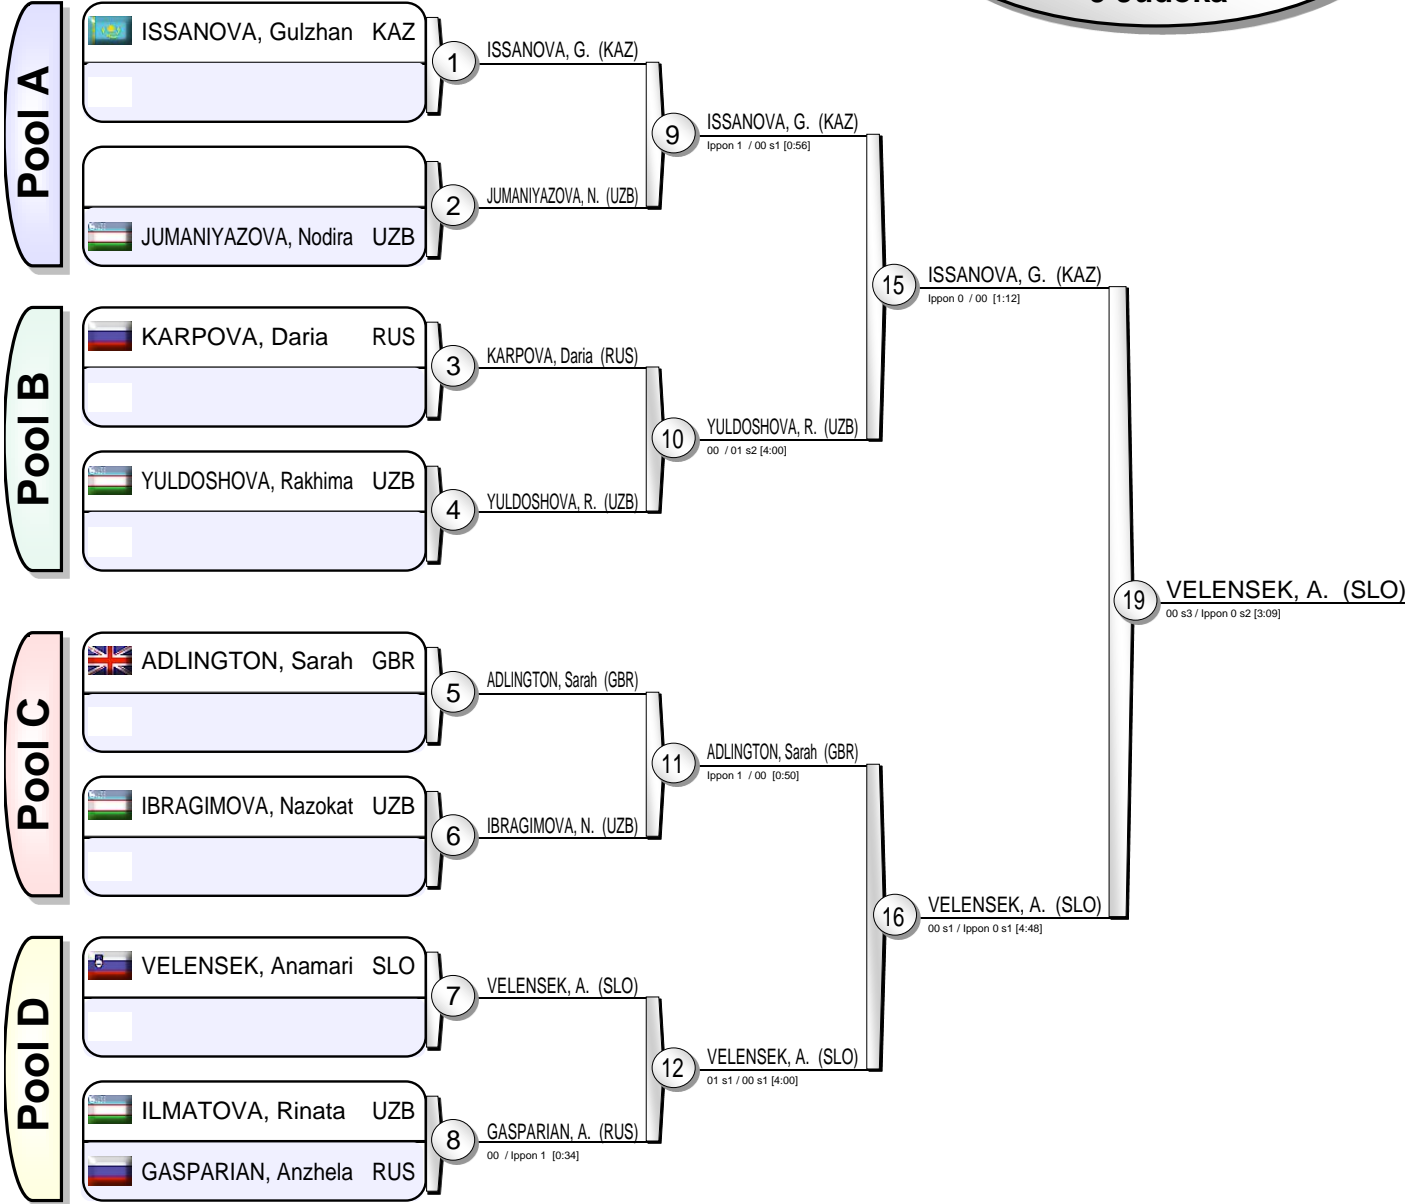 9 Judoka
Pool A
ISSANOVA, Gulzhan KAZ
1
ISSANOVA, G. (KAZ)
2
JUMANIYAZOVA, Nodira UZB
JUMANIYAZOVA, N. (UZB)
9
ISSANOVA, G. (KAZ)
Ippon 1 / 00 s1 [0:56]
Pool B
KARPOVA, Daria RUS
3
KARPOVA, Daria (RUS)
YULDOSHOVA, Rakhima UZB
4
YULDOSHOVA, R. (UZB)
10
YULDOSHOVA, R. (UZB)
00 / 01 s2 [4:00]
15
ISSANOVA, G. (KAZ)
Ippon 0 / 00 [1:12]
Pool C
ADLINGTON, Sarah GBR
5
ADLINGTON, Sarah (GBR)
IBRAGIMOVA, Nazokat UZB
6
IBRAGIMOVA, N. (UZB)
11
ADLINGTON, Sarah (GBR)
Ippon 1 / 00 [0:50]
Pool D
VELENSEK, Anamari SLO
7
VELENSEK, A. (SLO)
ILMATOVA, Rinata UZB
8
GASPARIAN, Anzhela RUS
GASPARIAN, A. (RUS)
00 / Ippon 1 [0:34]
12
VELENSEK, A. (SLO)
01 s1 / 00 s1 [4:00]
16
VELENSEK, A. (SLO)
00 s1 / Ippon 0 s1 [4:48]
19
VELENSEK, A. (SLO)
00 s3 / Ippon 0 s2 [3:09]